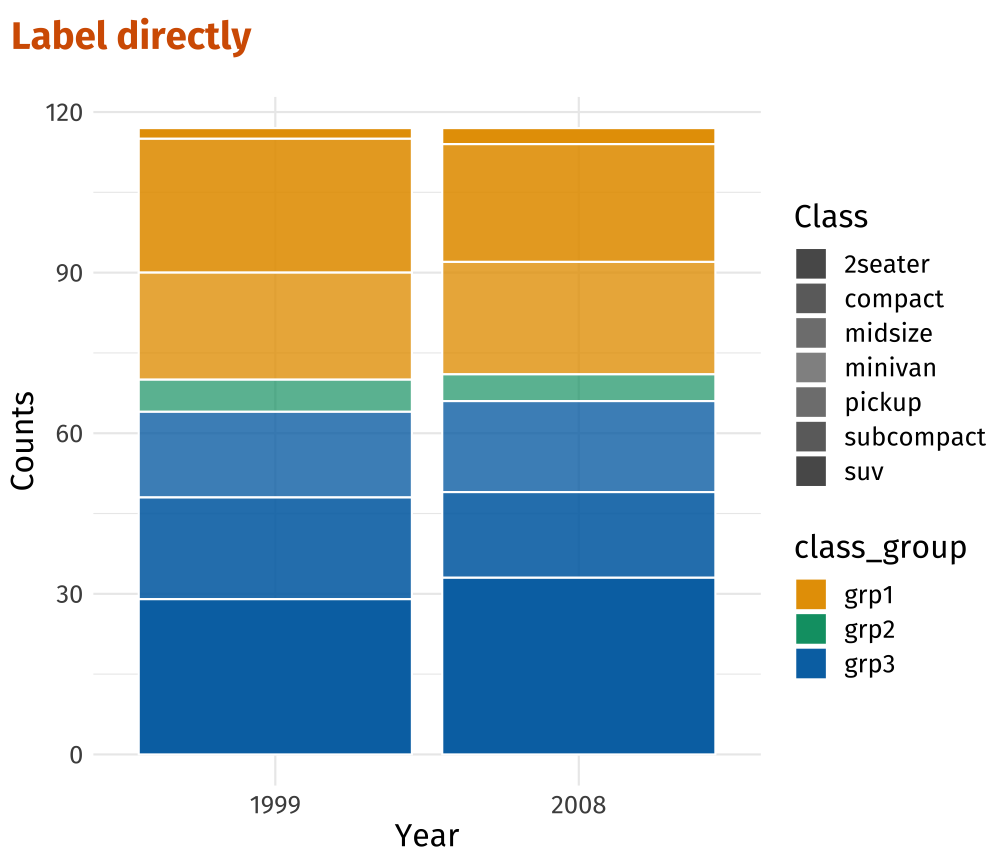 Label directly
120
90
60
30
0
Counts
1999
2008
Year
Class
2seater
compact
midsize
minivan
pickup
subcompact
suv
class_group
grp1
grp2
grp3